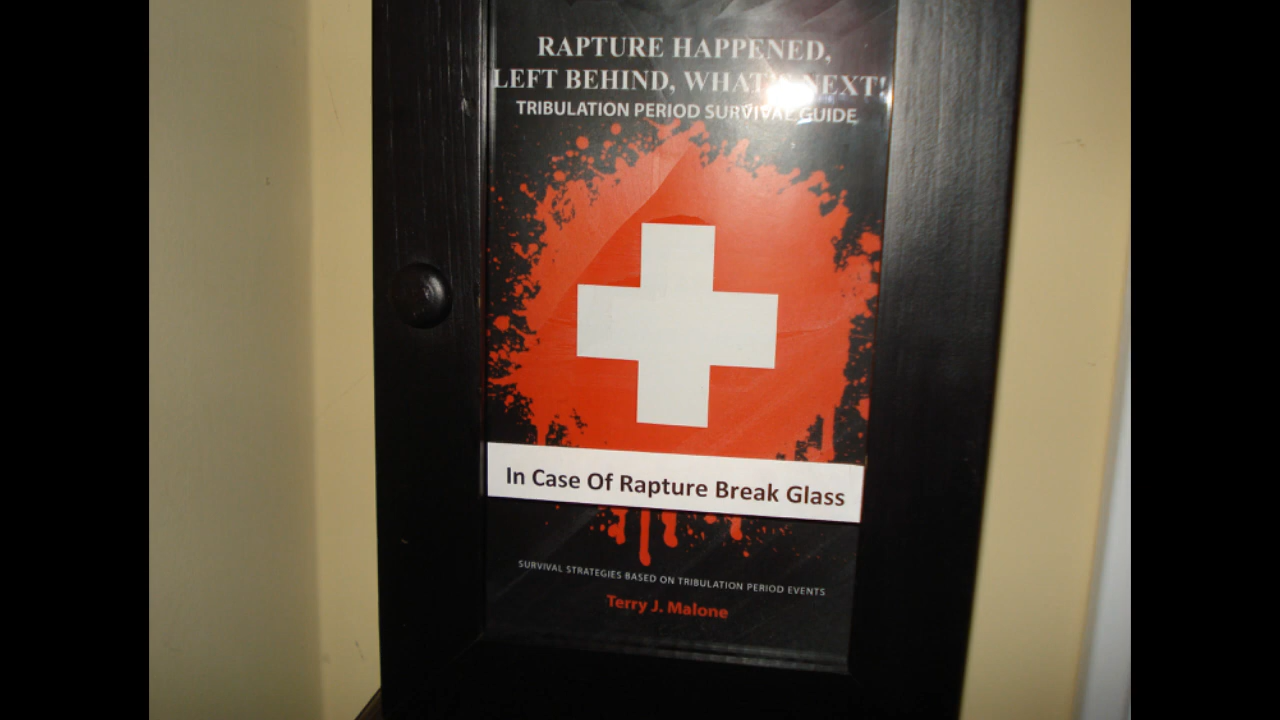 RAPTURE HAPPENED,
LEFT BEHIND, WHAT'S NEXT!
TRIBULATION PERIOD SURVIVAL GUIDE
In Case Of Rapture Break Glass
SURVIVAL STRATEGIES BASED ON TRIBULATION PERIOD EVENTS
Terry J. Malone